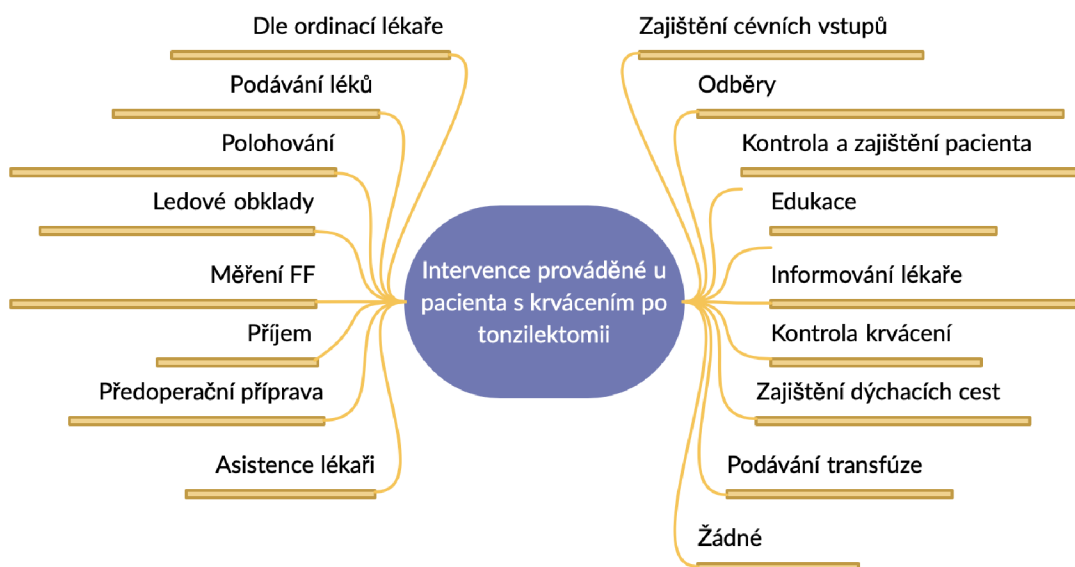 Dle ordinací lékaře
Podávání léků
Polohování
Ledové obklady
Měření FF
Příjem
Předoperační příprava
Asistence lékaři
Intervence prováděné u
pacienta s krvácením po
tonzilektomii
Zajištění cévních vstupů
Odběry
Kontrola a zajištění pacienta
Edukace
Informování lékaře
Kontrola krvácení
Zajištění dýchacích cest
Podávání transfúze
Žádné